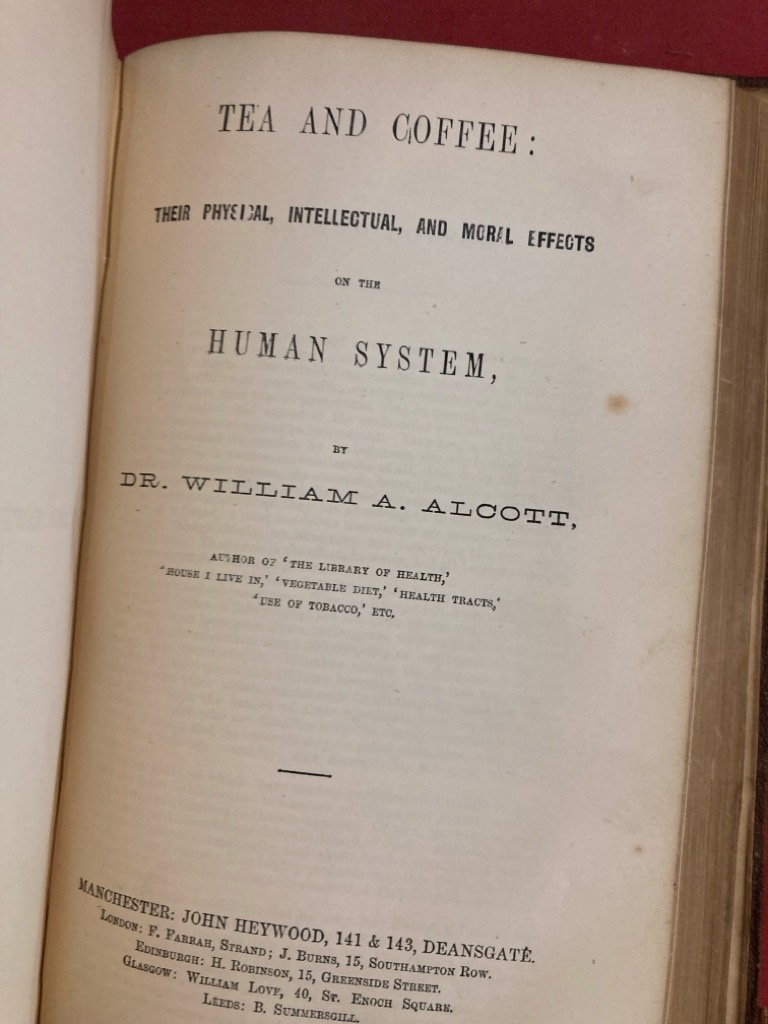 TEA AND COFFEE:
THEIR PHYSICAL, INTELLECTUAL, AND MORAL EFFECTS
ON THE
HUMAN SYSTEM,
BY
DR. WILLIAM A. ALCOTT,
AUTHOR OF 'THE LIBRARY OF HEALTH,'
'HOUSE I LIVE IN,' 'VEGETABLE DIET,' 'HEALTH TRACTS,'
'USE OF TOBACCO,' ETC.
MANCHESTER: JOHN HEYWOOD, 141 & 143, DEANSGATE.
LONDON: F. FARRAH, STRAND; J. BURNS, 15, SOUTHAMPTON ROW.
EDINBURGH: H. ROBINSON, 15, GREENSIDE STREET.
GLASGOW: WILLIAM LOVE, 40, ST. ENOCH SQUARE.
LEEDS: B. SUMMERSGILL.